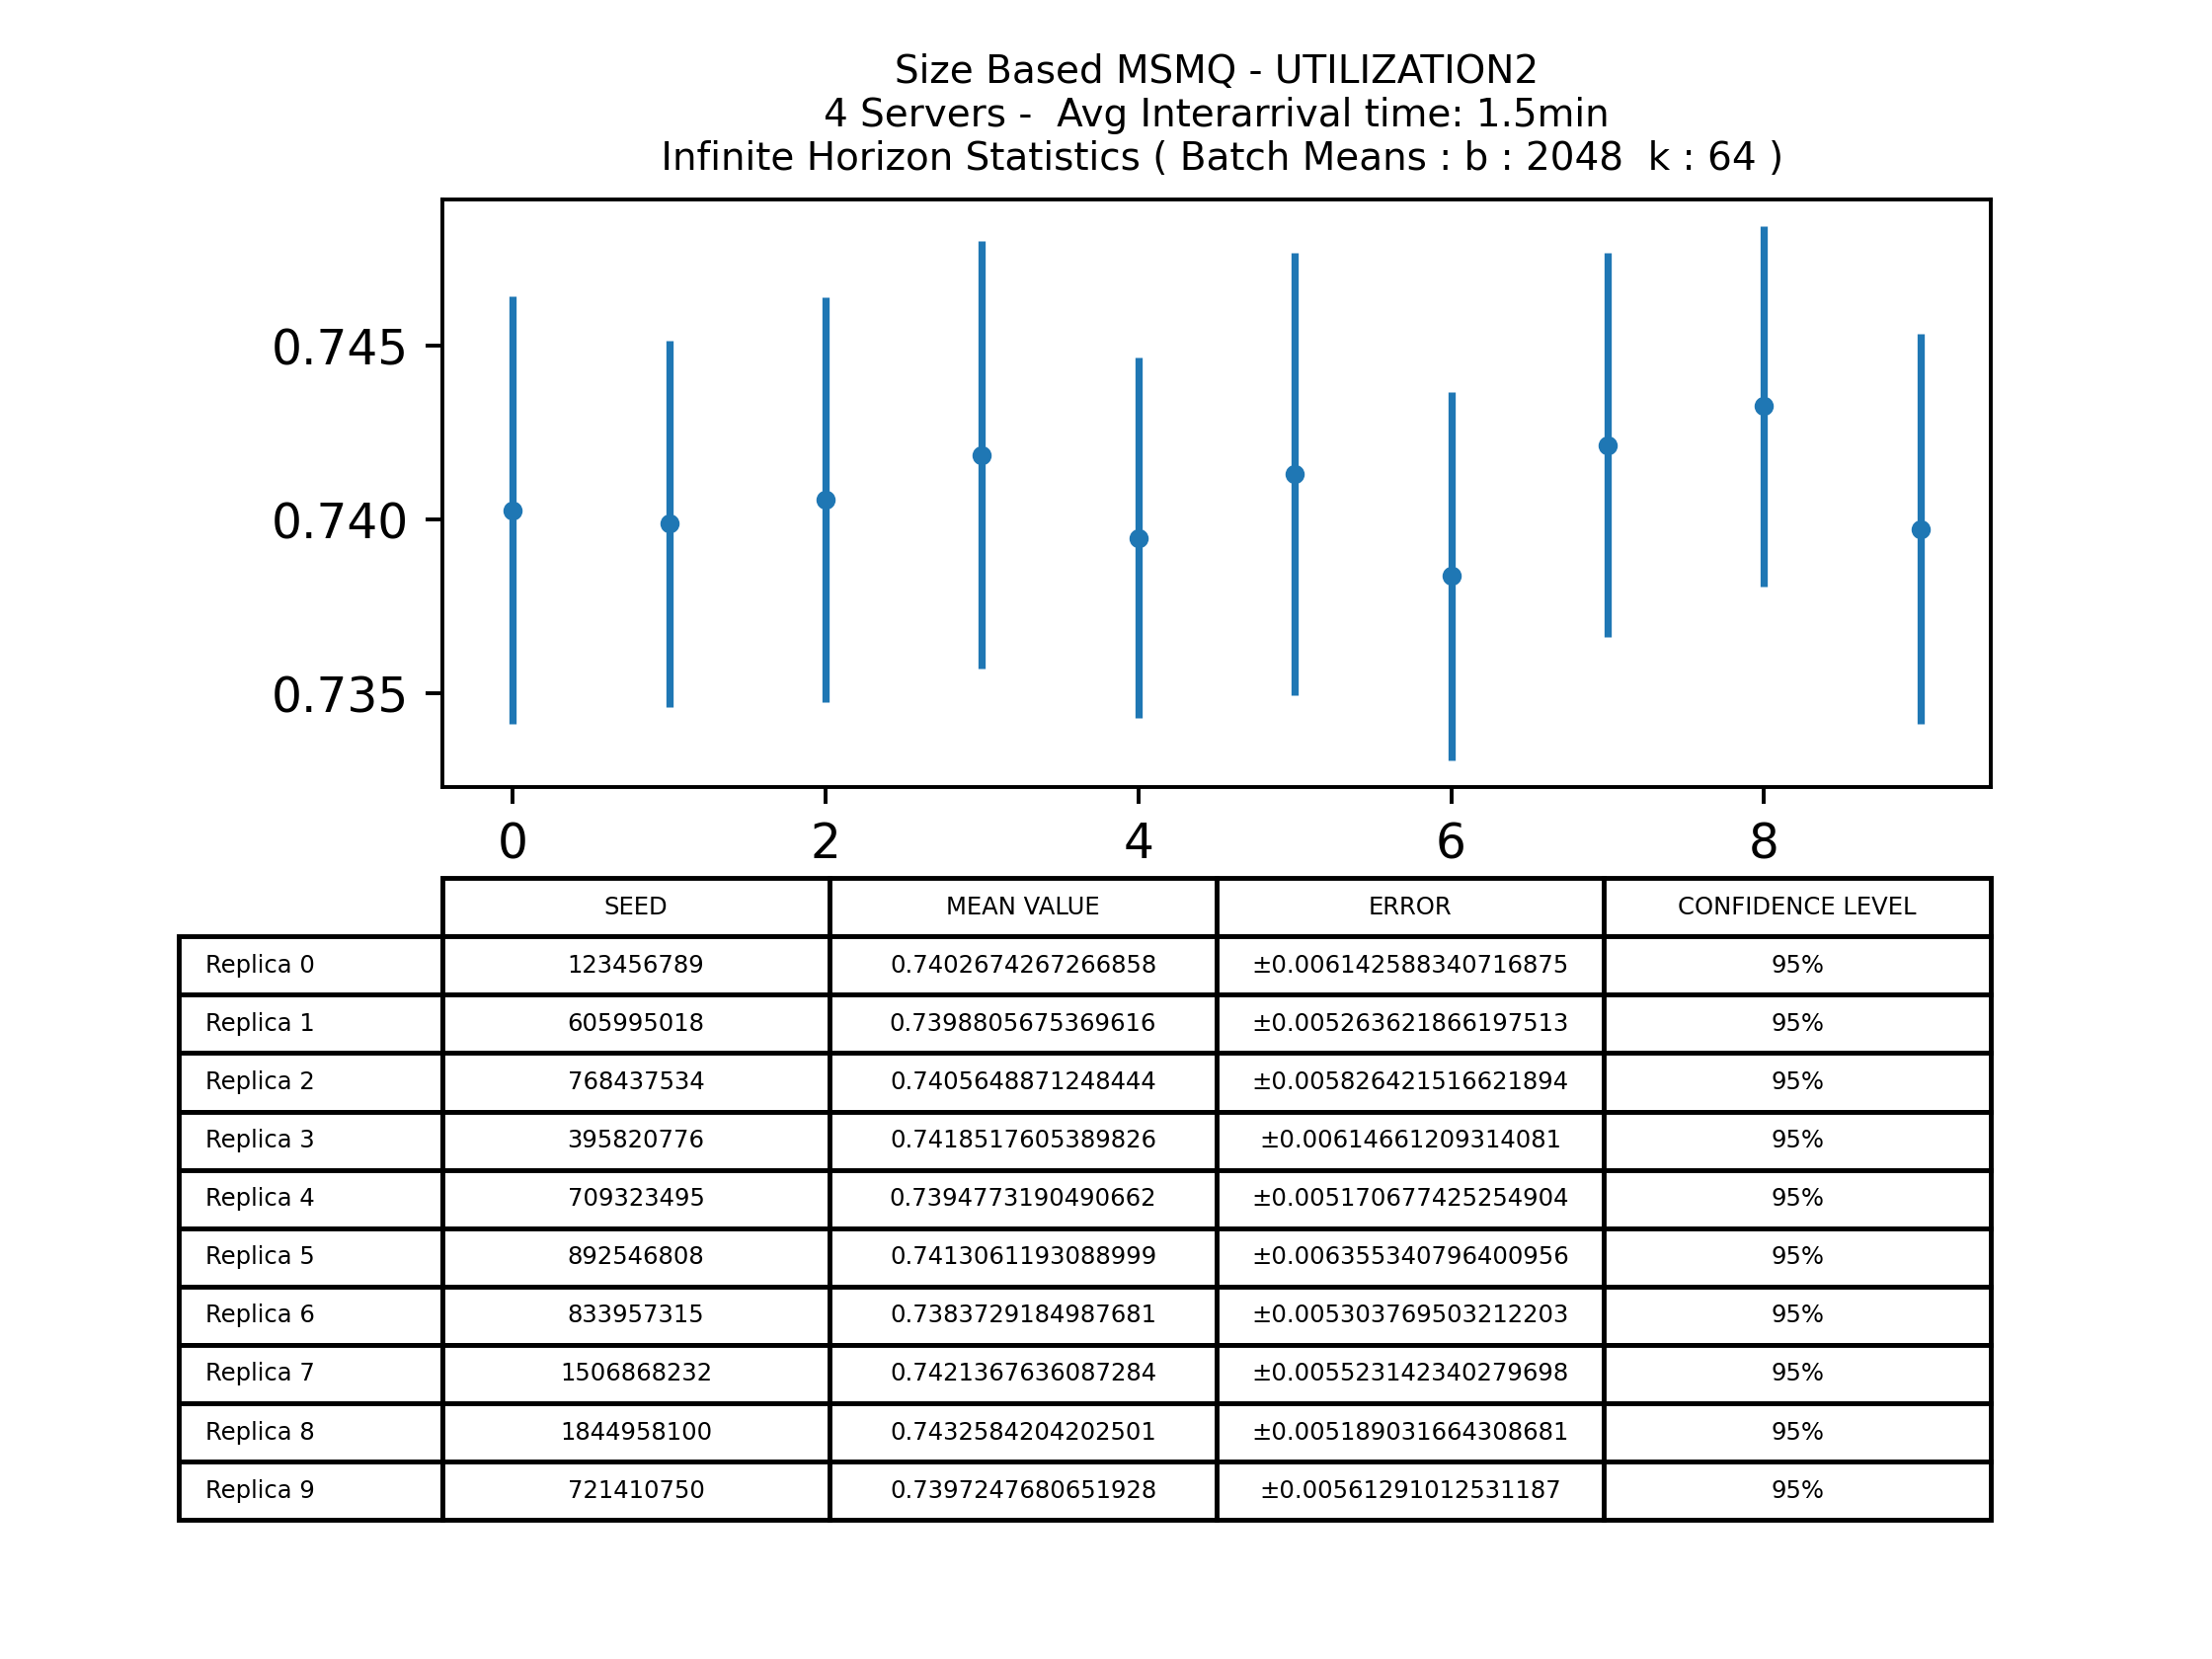 Size Based MSMQ - UTILIZATION2
4 Servers -  Avg Interarrival time: 1.5min
Infinite Horizon Statistics ( Batch Means : b : 2048  k : 64 )
0.745
0.740
0.735
0 2 4 6 8
SEED MEAN VALUE ERROR CONFIDENCE LEVEL
Replica 0 123456789 0.7402674267266858 ±0.006142588340716875 95%
Replica 1 605995018 0.7398805675369616 ±0.005263621866197513 95%
Replica 2 768437534 0.7405648871248444 ±0.005826421516621894 95%
Replica 3 395820776 0.7418517605389826 ±0.00614661209314081 95%
Replica 4 709323495 0.7394773190490662 ±0.005170677425254904 95%
Replica 5 892546808 0.7413061193088999 ±0.006355340796400956 95%
Replica 6 833957315 0.7383729184987681 ±0.005303769503212203 95%
Replica 7 1506868232 0.7421367636087284 ±0.005523142340279698 95%
Replica 8 1844958100 0.7432584204202501 ±0.005189031664308681 95%
Replica 9 721410750 0.7397247680651928 ±0.00561291012531187 95%